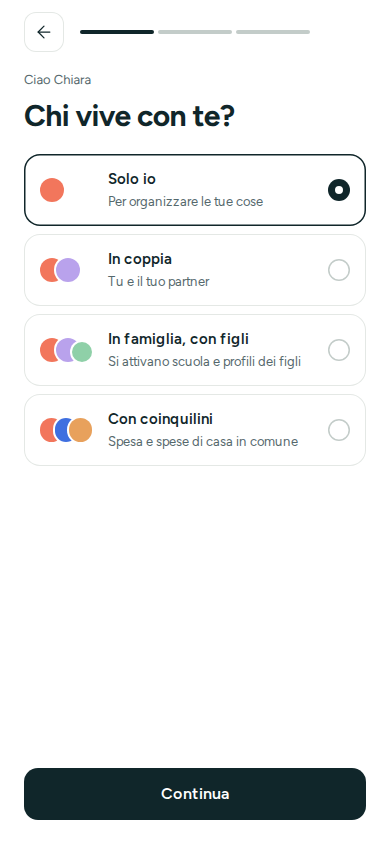 Ciao Chiara
Chi vive con te?
Solo io
Per organizzare le tue cose
In coppia
Tu e il tuo partner
In famiglia, con figli
Si attivano scuola e profili dei figli
Con coinquilini
Spesa e spese di casa in comune
Continua